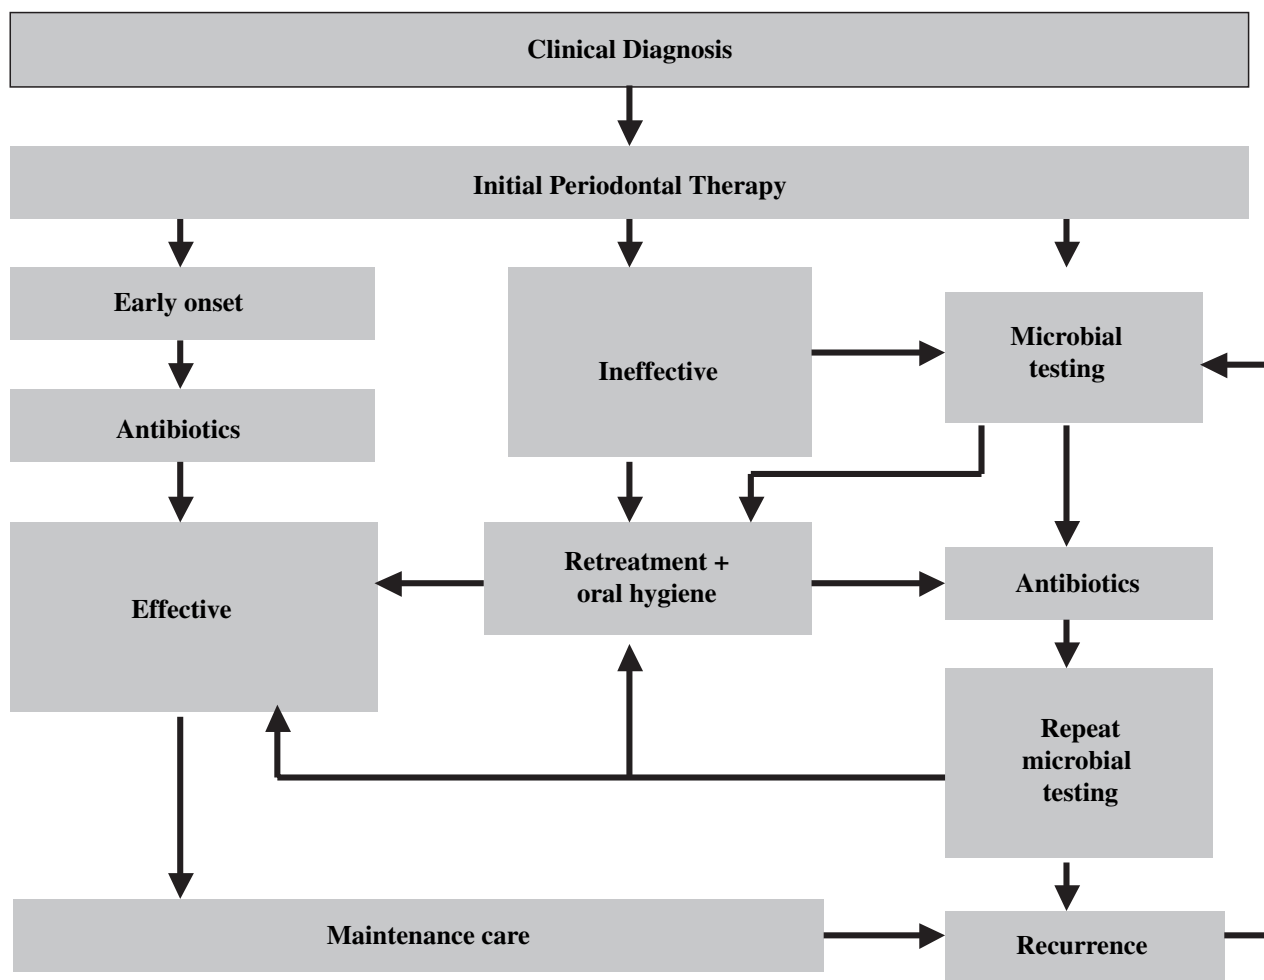 Clinical Diagnosis
Initial Periodontal Therapy
Early onset
Ineffective
Microbial
testing
Antibiotics
Effective
Retreatment +
oral hygiene
Antibiotics
Repeat
microbial
testing
Maintenance care
Recurrence